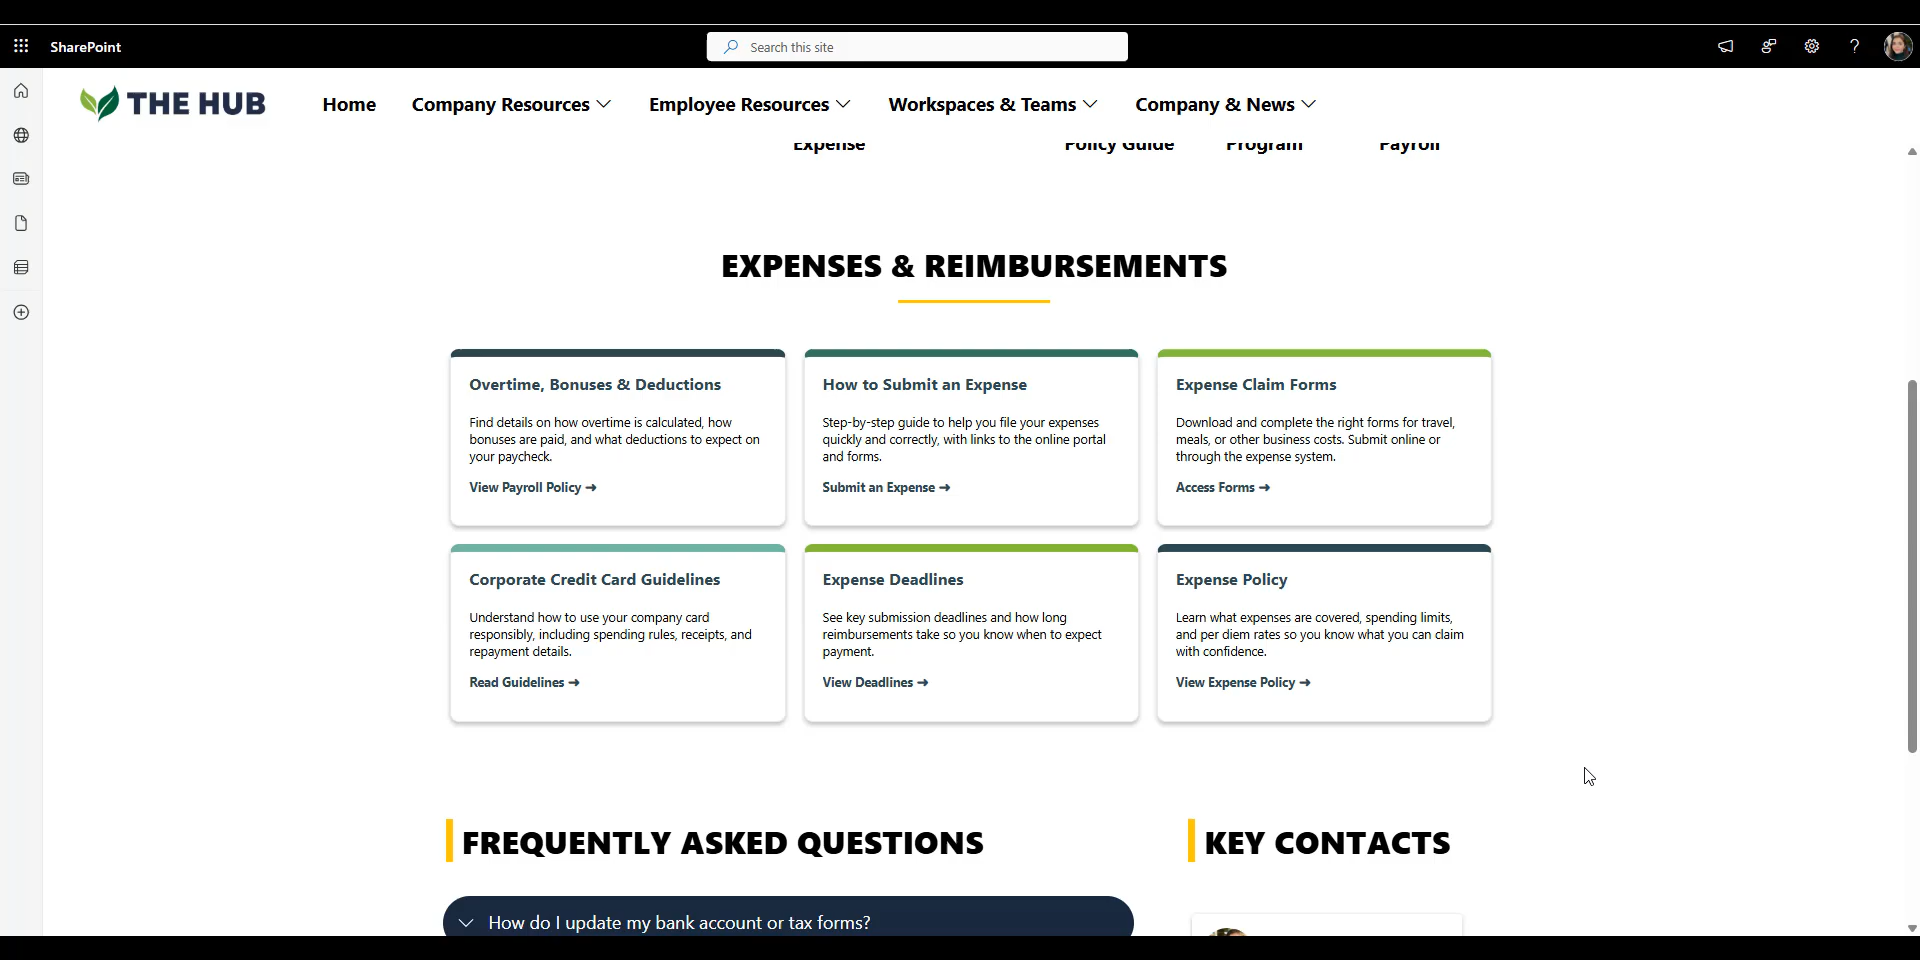 SharePoint
Search this site
THE HUB
Home
Company Resources
Employee Resources
Workspaces & Teams
Company & News
Expense
Policy Guide
Program
Payroll
EXPENSES & REIMBURSEMENTS
Overtime, Bonuses & Deductions
Find details on how overtime is calculated, how
bonuses are paid, and what deductions to expect on
your paycheck.
View Payroll Policy ➜
How to Submit an Expense
Step-by-step guide to help you file your expenses
quickly and correctly, with links to the online portal
and forms.
Submit an Expense ➜
Expense Claim Forms
Download and complete the right forms for travel,
meals, or other business costs. Submit online or
through the expense system.
Access Forms ➜
Corporate Credit Card Guidelines
Understand how to use your company card
responsibly, including spending rules, receipts, and
repayment details.
Read Guidelines ➜
Expense Deadlines
See key submission deadlines and how long
reimbursements take so you know when to expect
payment.
View Deadlines ➜
Expense Policy
Learn what expenses are covered, spending limits,
and per diem rates so you know what you can claim
with confidence.
View Expense Policy ➜
FREQUENTLY ASKED QUESTIONS
KEY CONTACTS
How do I update my bank account or tax forms?